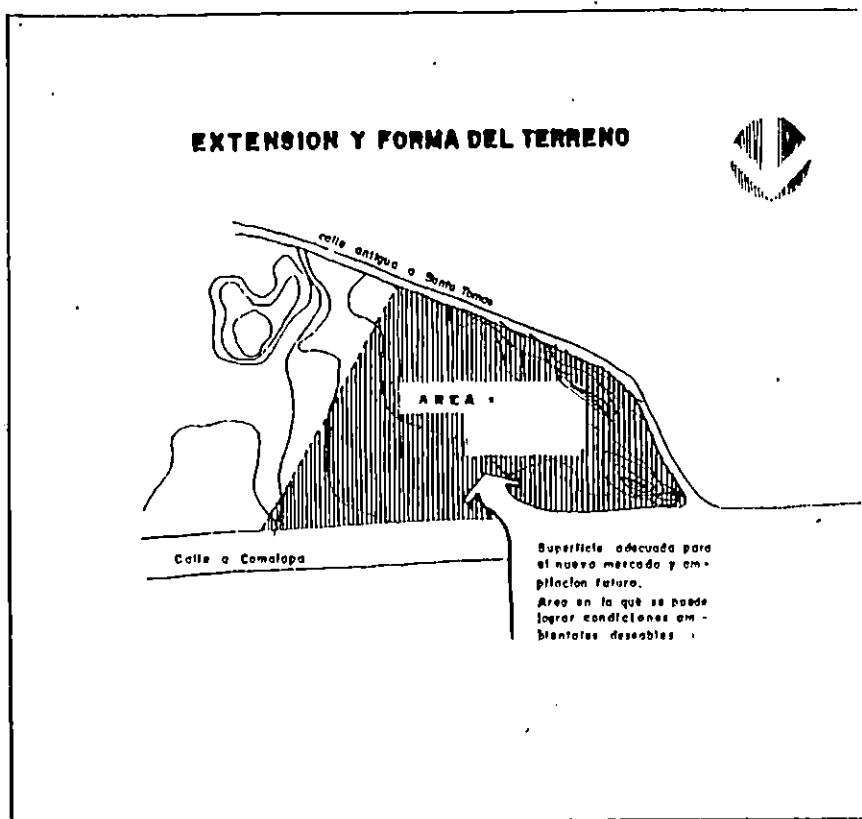 EXTENSION Y FORMA DEL TERRENO
calle antigua a Santo Tomas
AREA
Calle a Comalapa
Superficie adecuada para
el nuevo mercado y am-
pliacion futura.
Area en la que se puede
lograr condiciones am-
bientales deseables